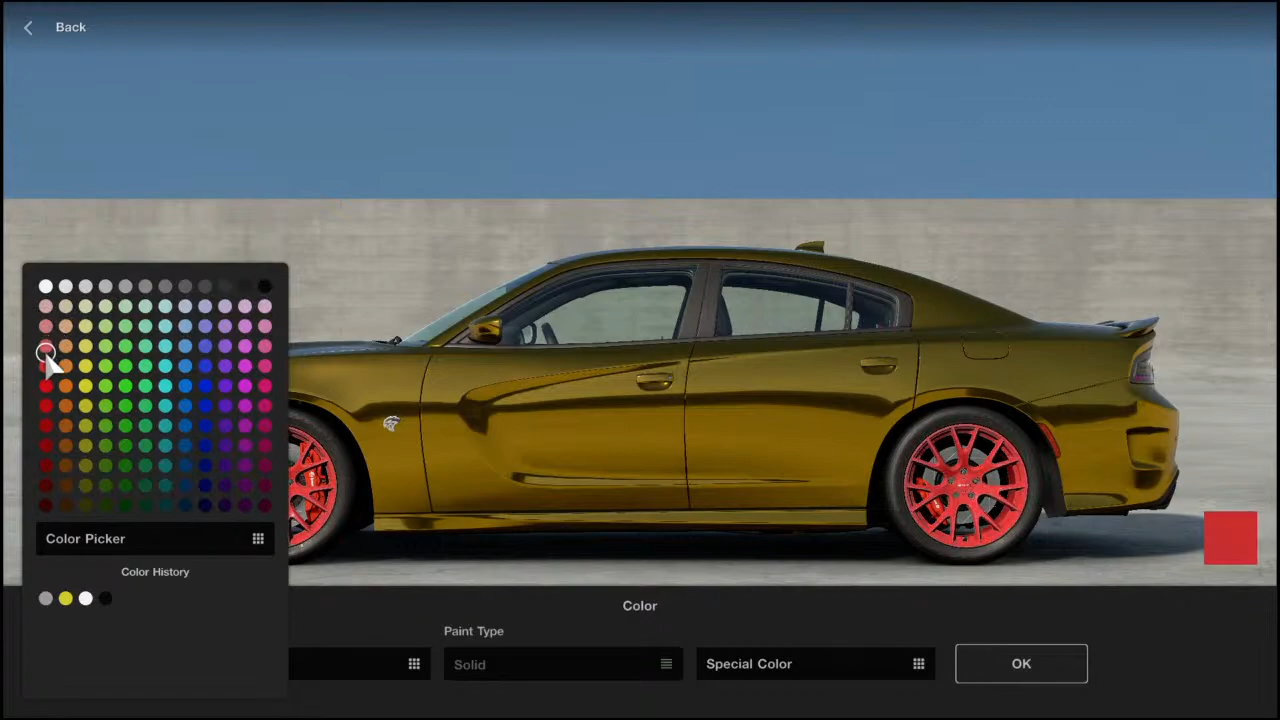 Back
Color Picker
Color History
Color
Paint Type
Solid
Special Color
OK